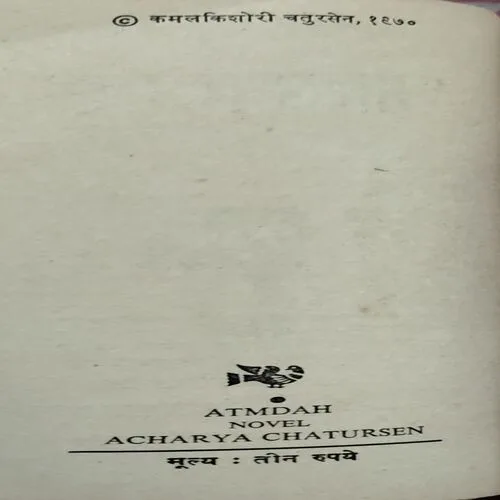 © कमलकिशोरी चतुरसेन, १९७०
ATMDAH
NOVEL
ACHARYA CHATURSEN
मूल्य : तीन रुपये